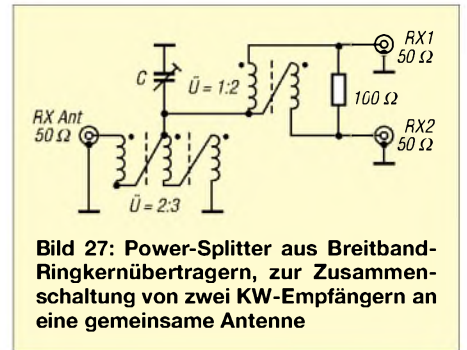 RX1
50 Ω
C
Ü = 1:2
RX Ant
50 Ω
100 Ω
RX2
50 Ω
Ü = 2:3
Bild 27: Power-Splitter aus Breitband-
Ringkernübertragern, zur Zusammen-
schaltung von zwei KW-Empfängern an
eine gemeinsame Antenne